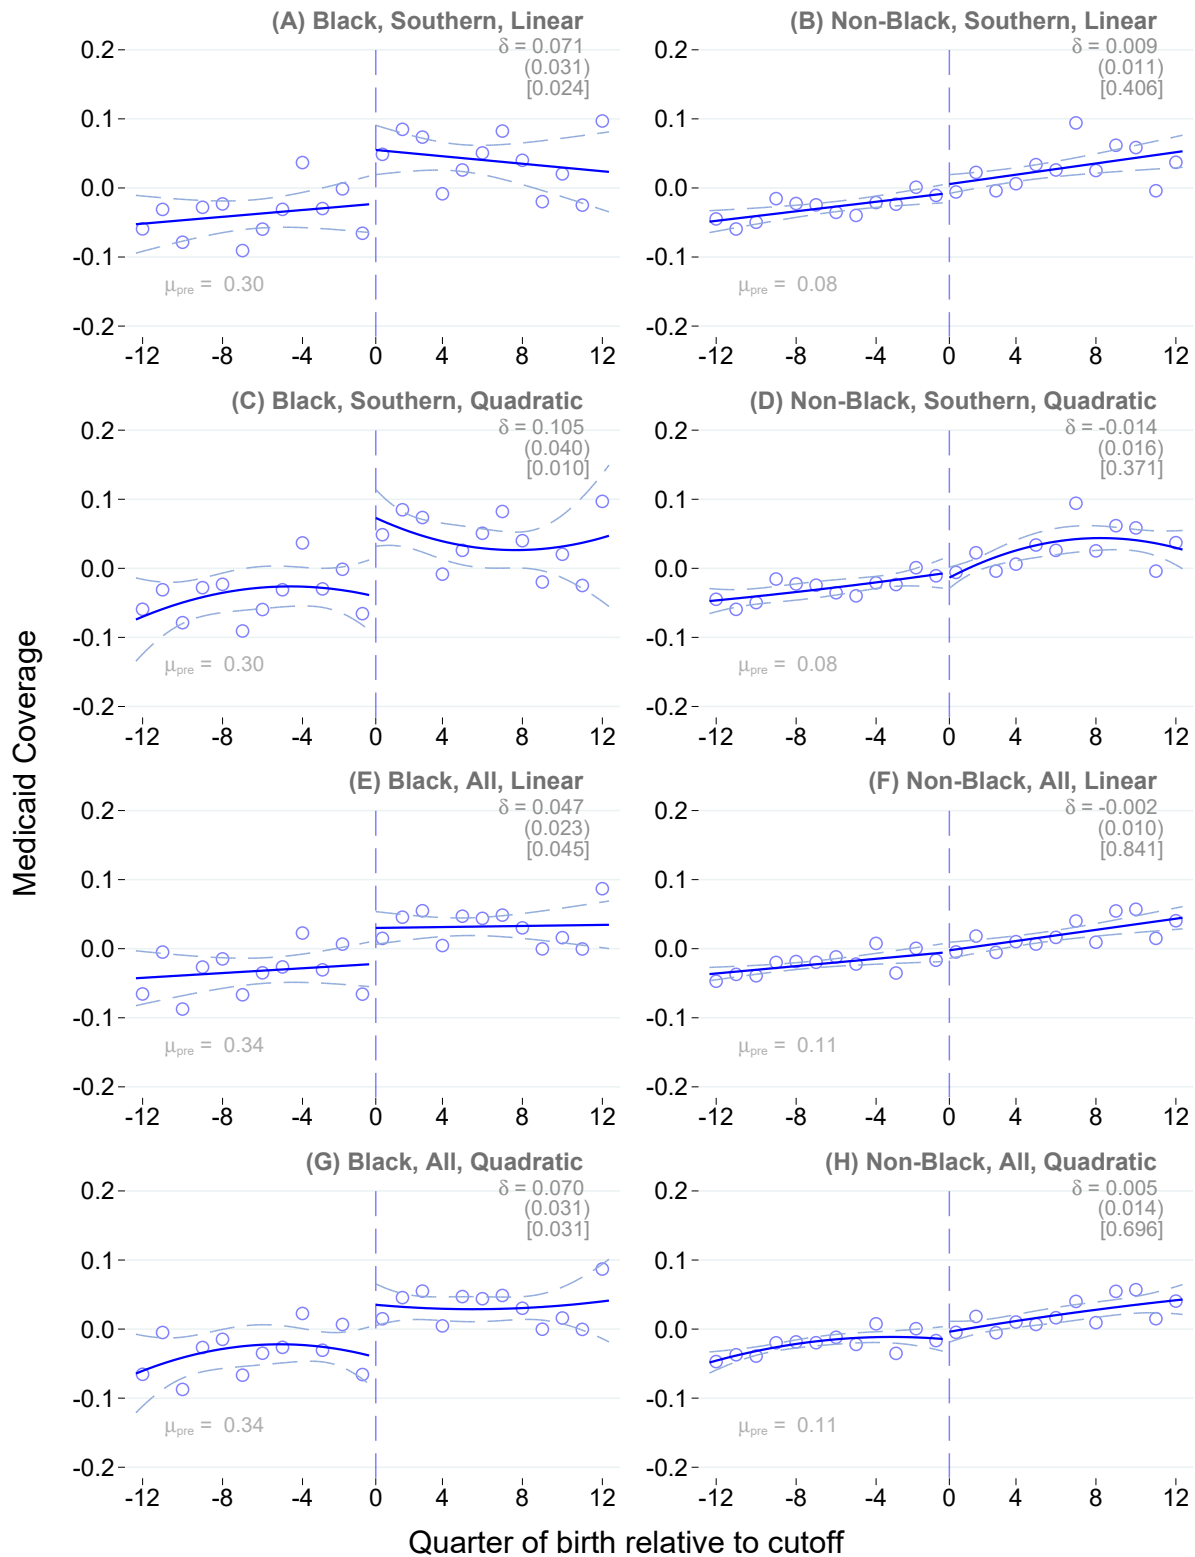 (A) Black, Southern, Linear
δ = 0.071
(0.031)
[0.024]
0.2
0.1
0.0
-0.1
-0.2
μpre = 0.30
-12 -8 -4 0 4 8 12
(B) Non-Black, Southern, Linear
δ = 0.009
(0.011)
[0.406]
0.2
0.1
0.0
-0.1
-0.2
μpre = 0.08
-12 -8 -4 0 4 8 12
(C) Black, Southern, Quadratic
δ = 0.105
(0.040)
[0.010]
0.2
0.1
0.0
-0.1
-0.2
μpre = 0.30
-12 -8 -4 0 4 8 12
(D) Non-Black, Southern, Quadratic
δ = -0.014
(0.016)
[0.371]
0.2
0.1
0.0
-0.1
-0.2
μpre = 0.08
-12 -8 -4 0 4 8 12
Medicaid Coverage
(E) Black, All, Linear
δ = 0.047
(0.023)
[0.045]
0.2
0.1
0.0
-0.1
-0.2
μpre = 0.34
-12 -8 -4 0 4 8 12
(F) Non-Black, All, Linear
δ = -0.002
(0.010)
[0.841]
0.2
0.1
0.0
-0.1
-0.2
μpre = 0.11
-12 -8 -4 0 4 8 12
(G) Black, All, Quadratic
δ = 0.070
(0.031)
[0.031]
0.2
0.1
0.0
-0.1
-0.2
μpre = 0.34
-12 -8 -4 0 4 8 12
(H) Non-Black, All, Quadratic
δ = 0.005
(0.014)
[0.696]
0.2
0.1
0.0
-0.1
-0.2
μpre = 0.11
-12 -8 -4 0 4 8 12
Quarter of birth relative to cutoff